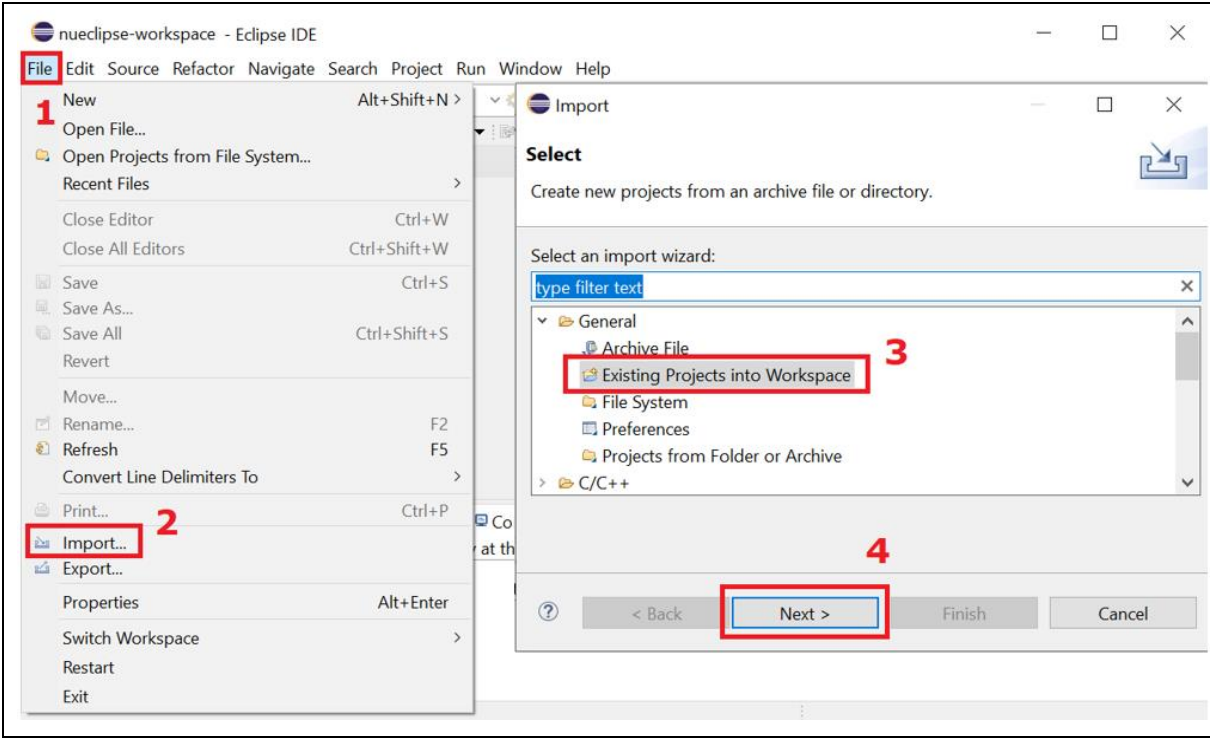 nueclipse-workspace - Eclipse IDE
File Edit Source Refactor Navigate Search Project Run Window Help
1
New Alt+Shift+N >
Open File...
Open Projects from File System...
Recent Files >
Close Editor Ctrl+W
Close All Editors Ctrl+Shift+W
Save Ctrl+S
Save As...
Save All Ctrl+Shift+S
Revert
Move...
Rename... F2
Refresh F5
Convert Line Delimiters To >
Print... Ctrl+P
2
Import...
Export...
Properties Alt+Enter
Switch Workspace >
Restart
Exit
Co
at th
Import
Select
Create new projects from an archive file or directory.
Select an import wizard:
type filter text
General
Archive File
3
Existing Projects into Workspace
File System
Preferences
Projects from Folder or Archive
> C/C++
4
? < Back Next > Finish Cancel